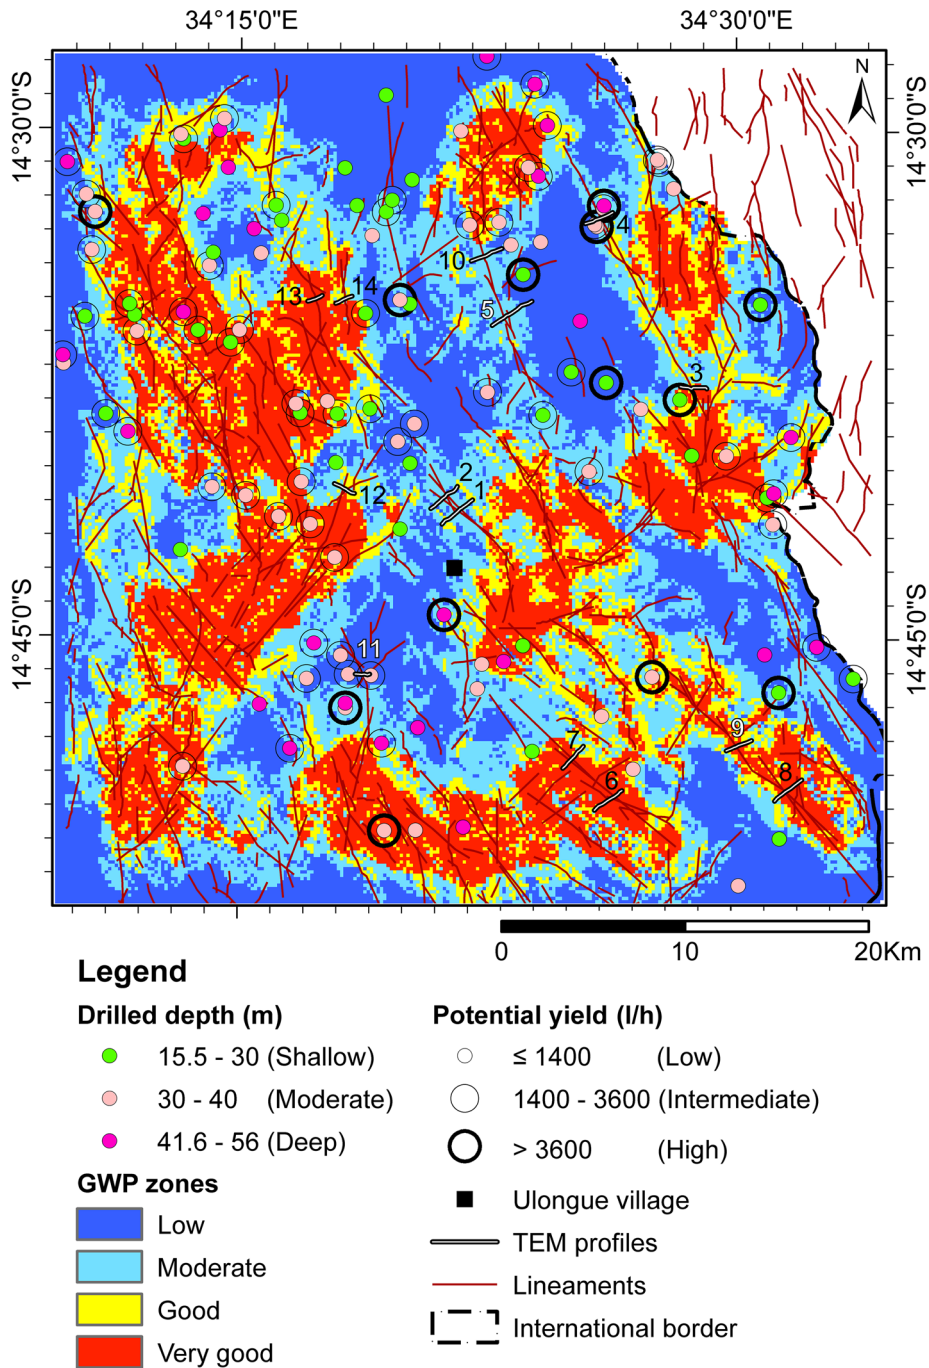 34°15'0"E 34°30'0"E
N
14°30'0"S 14°30'0"S
4
10
13 14
5
3
2
1
12
14°45'0"S 14°45'0"S
11
9
7
6 8
0 10 20Km
Legend
Drilled depth (m) Potential yield (l/h)
15.5 - 30 (Shallow) ≤ 1400 (Low)
30 - 40 (Moderate) 1400 - 3600 (Intermediate)
41.6 - 56 (Deep) > 3600 (High)
GWP zones Ulongue village
Low TEM profiles
Moderate Lineaments
Good International border
Very good